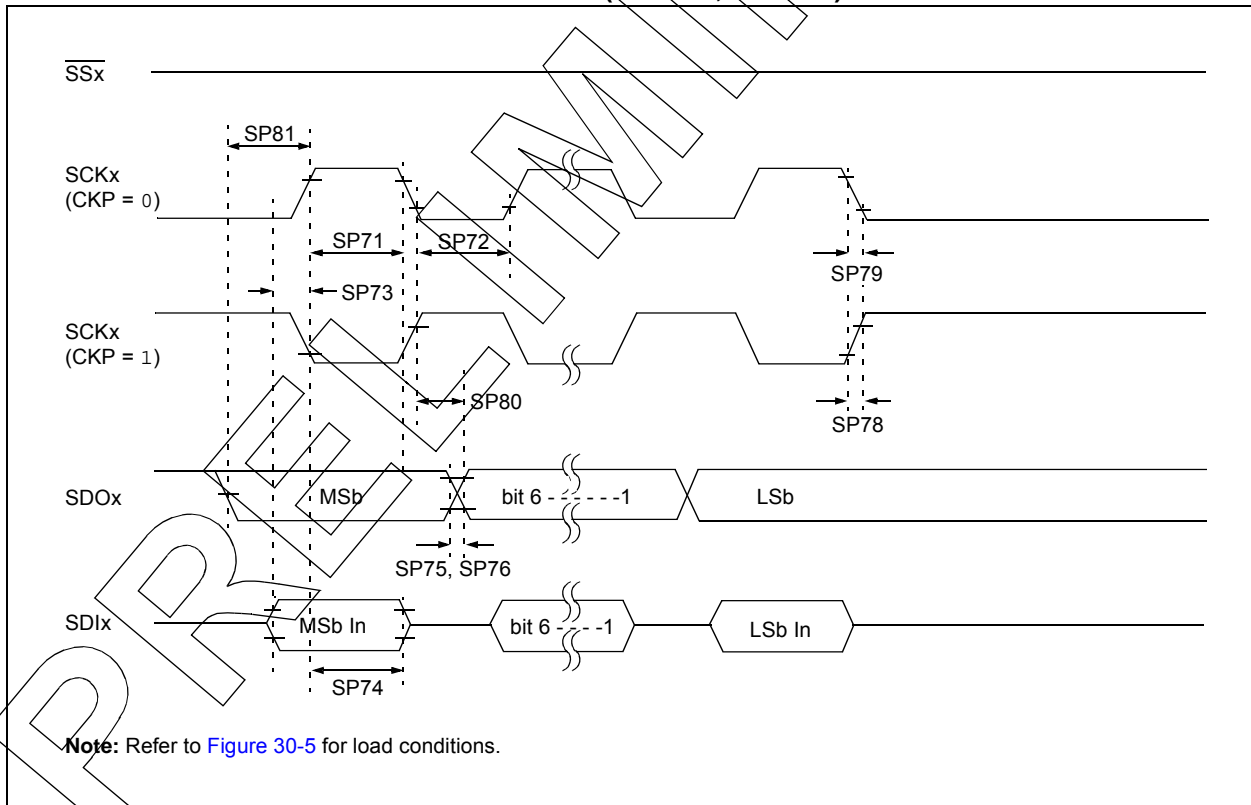 SSx
SP81
SCKx
(CKP = 0)
SP71
SP72
SP79
SP73
SCKx
(CKP = 1)
SP80
SP78
SDOx
MSb
bit 6 - - - - - -1
LSb
SP75, SP76
SDIx
MSb In
bit 6 - - - -1
LSb In
SP74
Note: Refer to Figure 30-5 for load conditions.